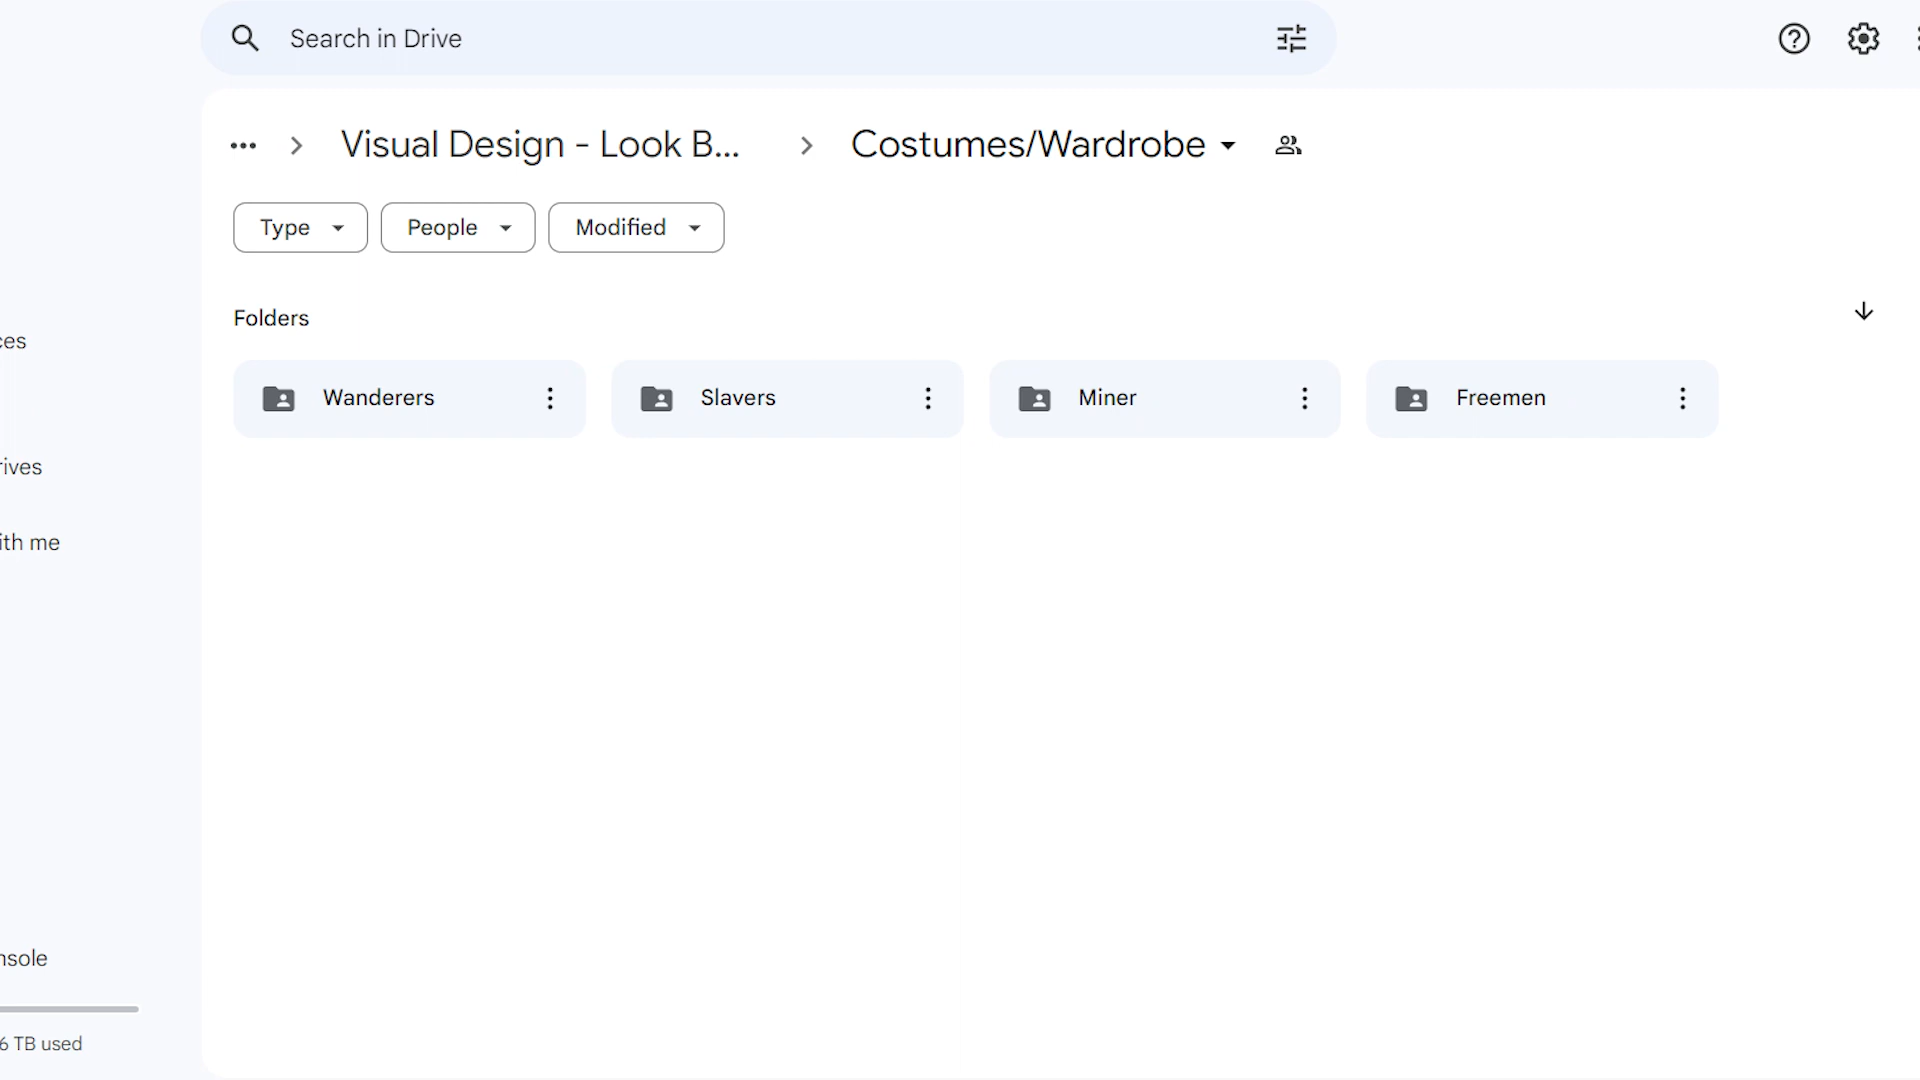 Search in Drive
Visual Design - Look B... Costumes/Wardrobe
Type People Modified
Folders
Wanderers Slavers Miner Freemen
ces
rives
ith me
nsole
6 TB used